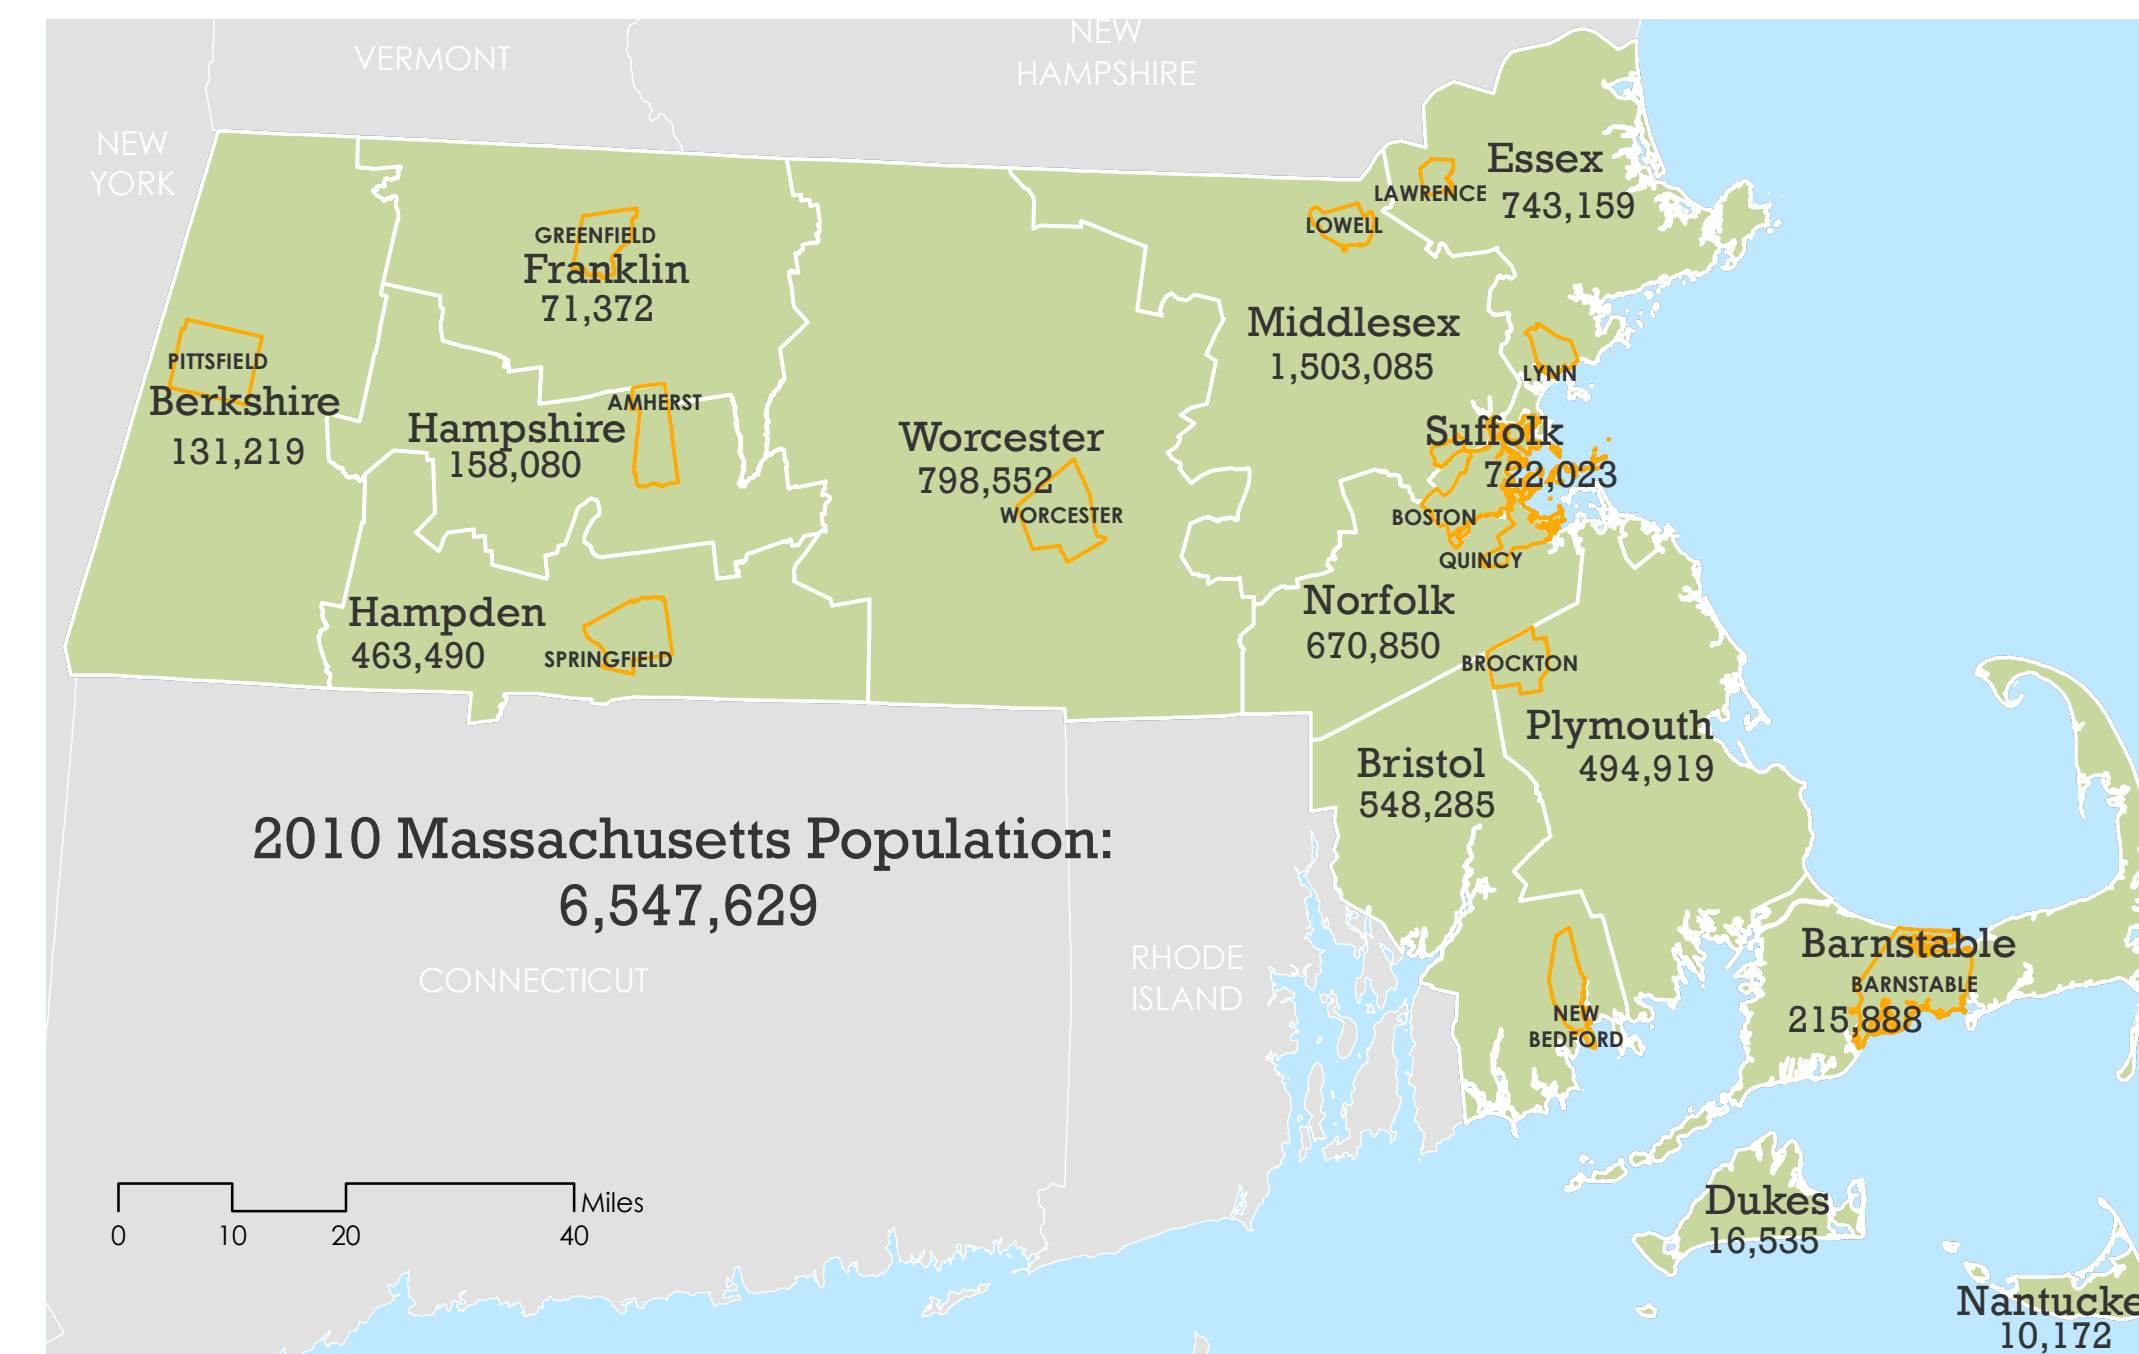 VERMONT
NEW
HAMPSHIRE
NEW
YORK
Essex
743,159
LAWRENCE
LOWELL
GREENFIELD
Franklin
71,372
Middlesex
1,503,085
LYNN
PITTSFIELD
Berkshire
131,219
AMHERST
Hampshire
158,080
Worcester
798,552
WORCESTER
Suffolk
722,023
BOSTON
QUINCY
Hampden
463,490
SPRINGFIELD
Norfolk
670,850
BROCKTON
Plymouth
494,919
Bristol
548,285
2010 Massachusetts Population:
6,547,629
CONNECTICUT
RHODE
ISLAND
Barnstable
BARNSTABLE
215,888
NEW
BEDFORD
Dukes
16,535
Nantucke
10,172
Miles
0 10 20 40